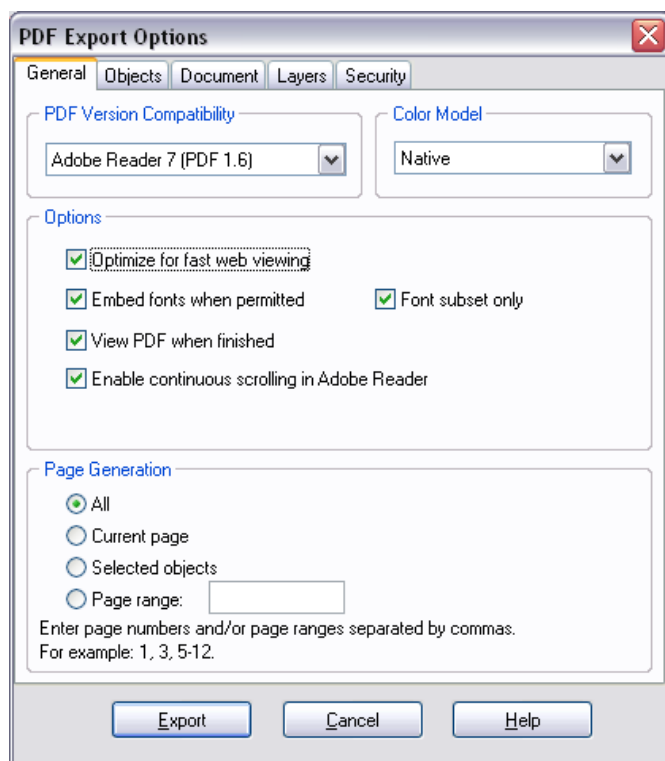 PDF Export Options
General Objects Document Layers Security
PDF Version Compatibility Color Model
Adobe Reader 7 (PDF 1.6) Native
Options
Optimize for fast web viewing
Embed fonts when permitted Font subset only
View PDF when finished
Enable continuous scrolling in Adobe Reader
Page Generation
All
Current page
Selected objects
Page range:
Enter page numbers and/or page ranges separated by commas.
For example: 1, 3, 5-12.
Export Cancel Help